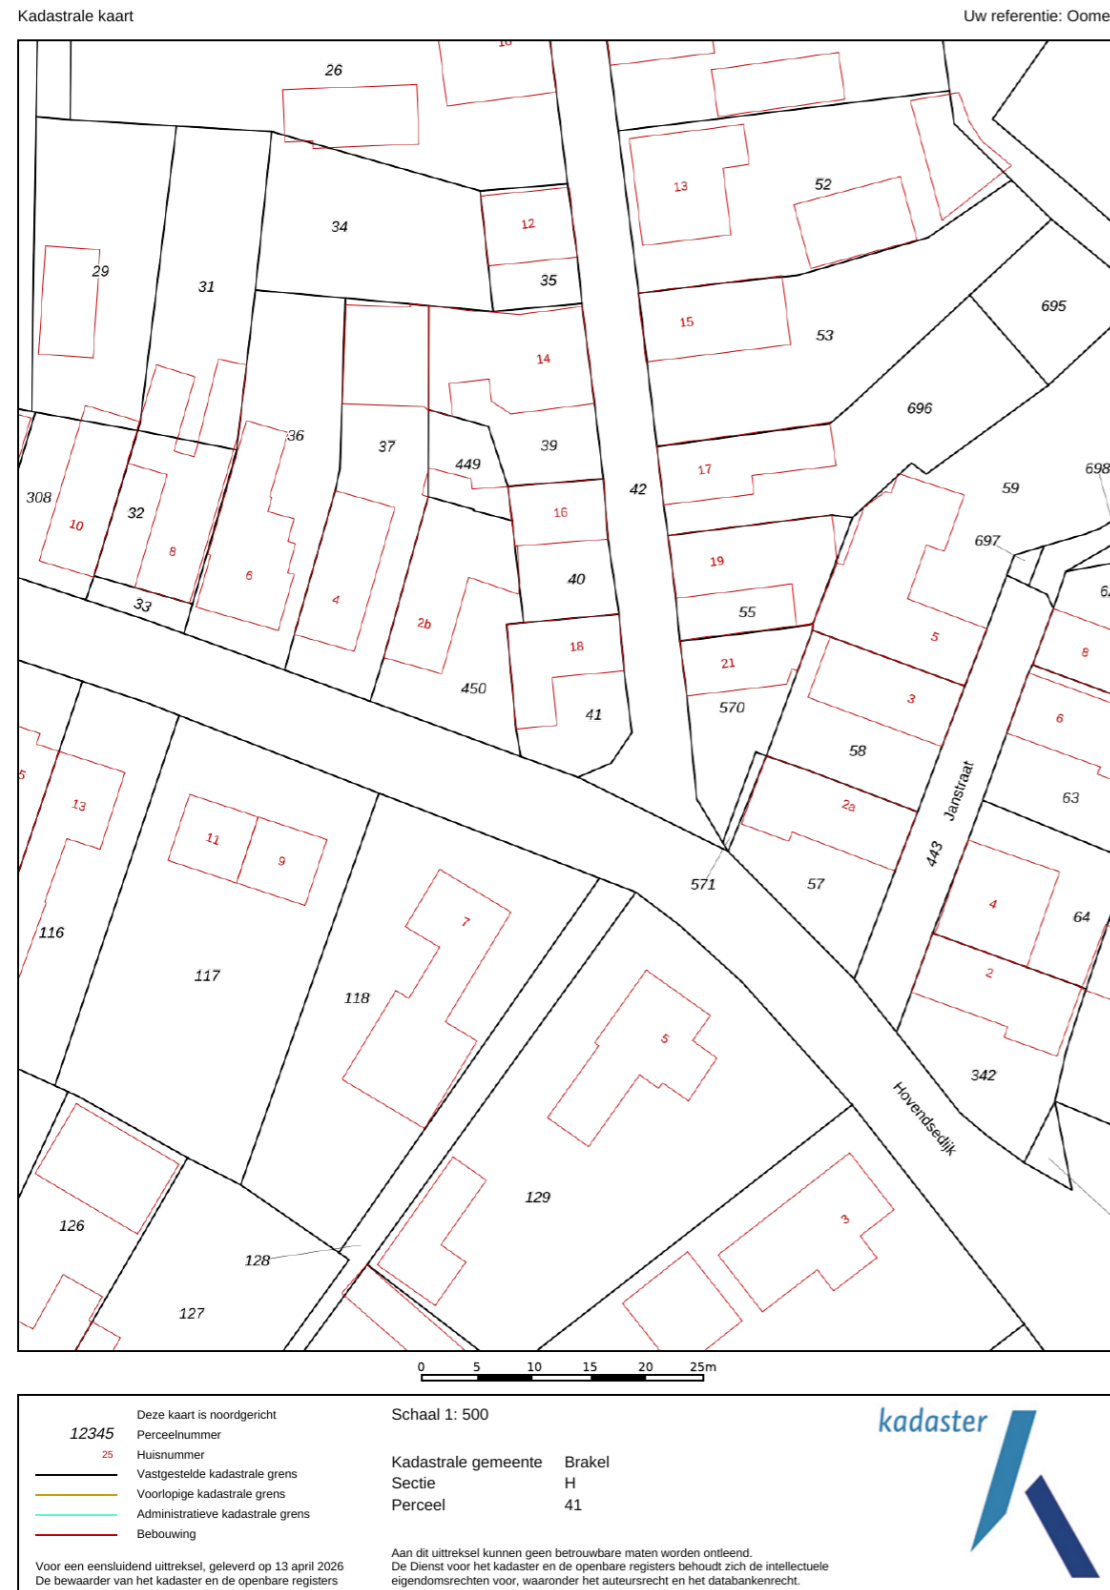 Kadastrale kaart
Uw referentie: Oome
26
13
52
12
34
35
29
31
695
15
53
14
696
36
37
39
449
17
59
698
308
42
10
32
16
8
19
697
6
40
4
33
2b
55
5
8
18
21
3
450
41
570
6
58
5
13
2a
63
Janstraat
11
9
443
571
57
4
7
64
116
117
2
118
5
342
Hovendsedijk
129
3
126
128
127
0 5 10 15 20 25m
Deze kaart is noordgericht
12345 Perceelnummer
25 Huisnummer
Vastgestelde kadastrale grens
Voorlopige kadastrale grens
Administratieve kadastrale grens
Bebouwing
Voor een eensluidend uittreksel, geleverd op 13 april 2026
De bewaarder van het kadaster en de openbare registers
Schaal 1: 500
Kadastrale gemeente Brakel
Sectie H
Perceel 41
Aan dit uittreksel kunnen geen betrouwbare maten worden ontleend.
De Dienst voor het kadaster en de openbare registers behoudt zich de intellectuele
eigendomsrechten voor, waaronder het auteursrecht en het databankenrecht.
kadaster